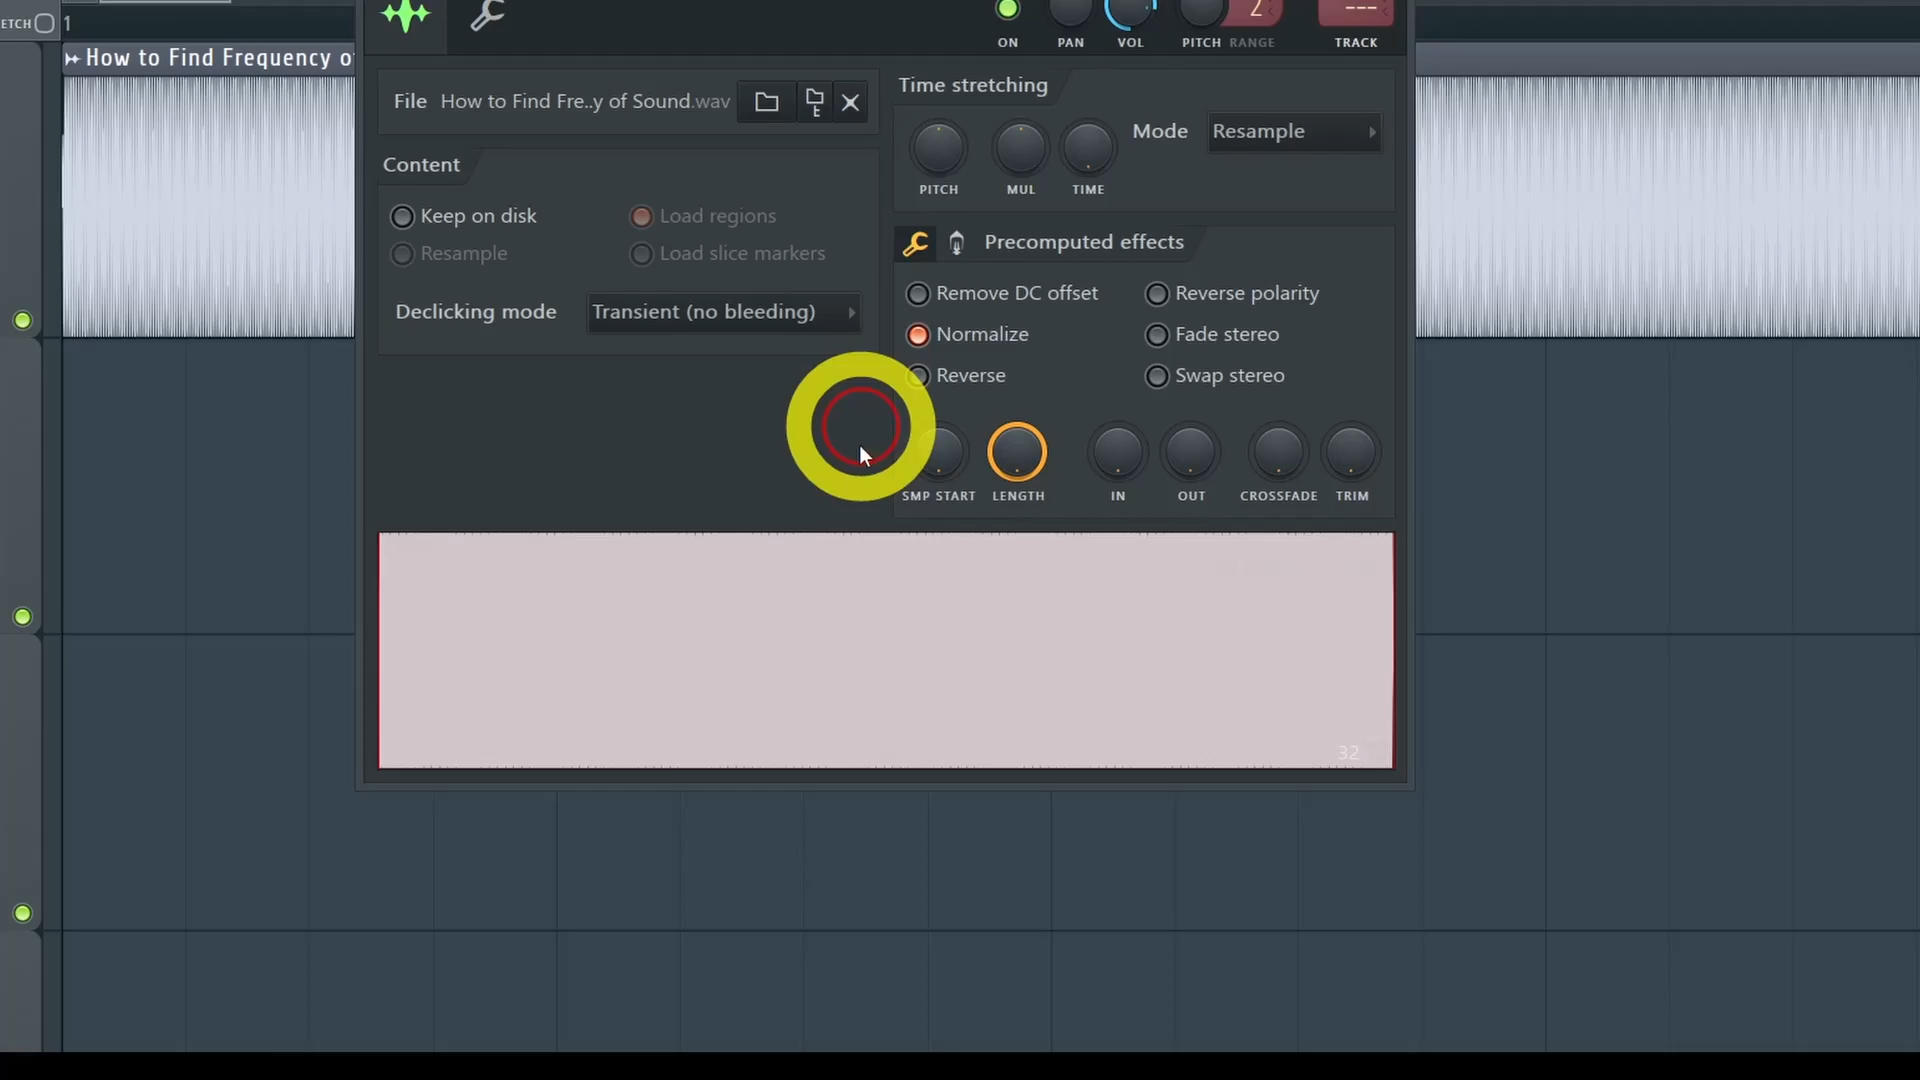 ETCH
1
2
---
ON
PAN
VOL
PITCH RANGE
TRACK
How to Find Frequency o
File How to Find Fre..y of Sound.wav
Time stretching
PITCH
MUL
TIME
Mode Resample
Content
Keep on disk
Load regions
Resample
Load slice markers
Declicking mode Transient (no bleeding)
Precomputed effects
Remove DC offset
Reverse polarity
Normalize
Fade stereo
Reverse
Swap stereo
SMP START
LENGTH
IN
OUT
CROSSFADE
TRIM
32